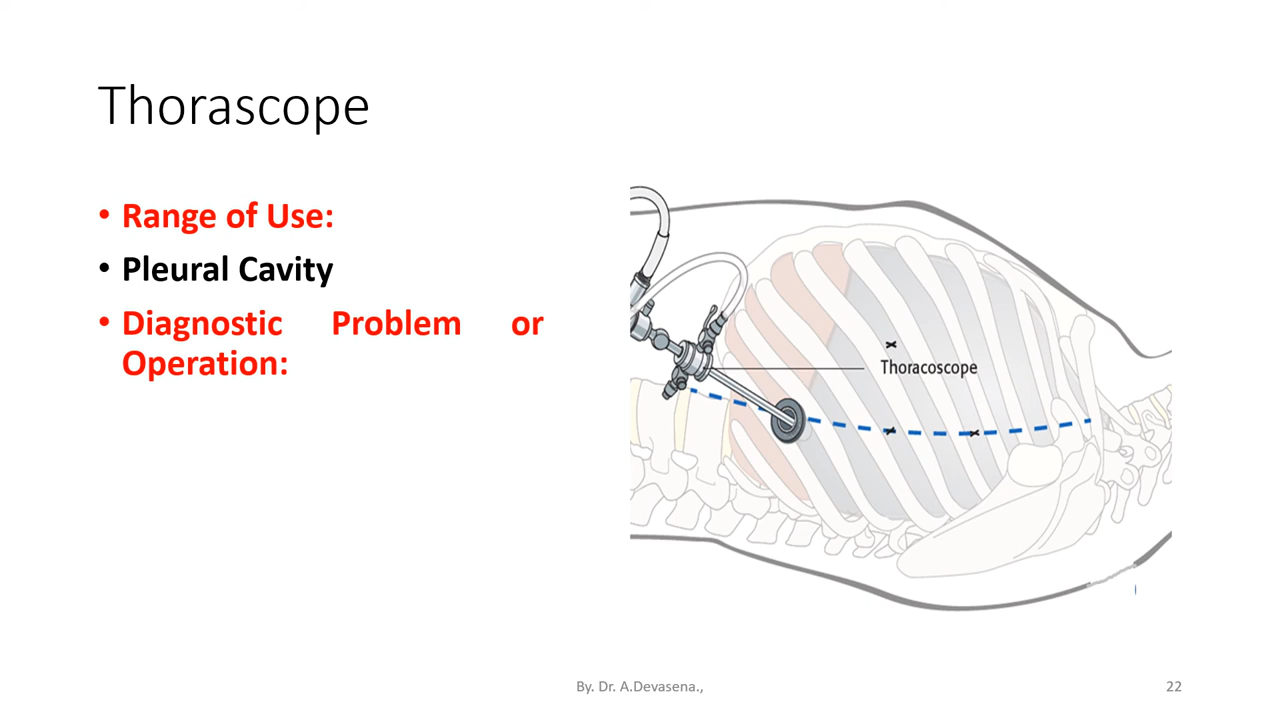 Thorascope
• Range of Use:
• Pleural Cavity
• Diagnostic Problem or
Operation:
Thoracoscope
By. Dr. A.Devasena.,
22